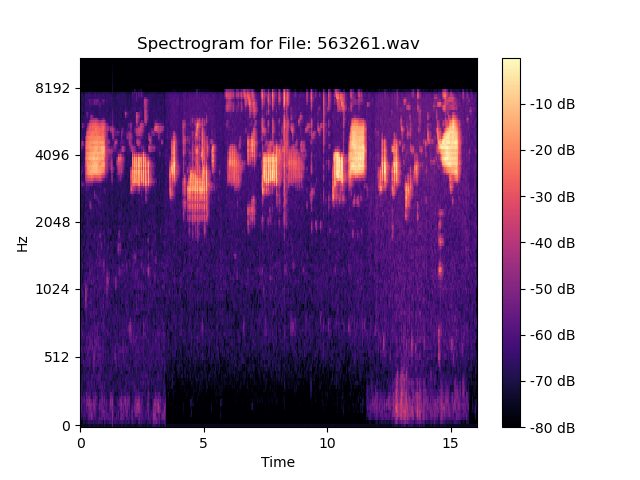 Spectrogram for File: 563261.wav
8192
4096
2048
1024
512
0
Hz
0
5
10
15
Time
-10 dB
-20 dB
-30 dB
-40 dB
-50 dB
-60 dB
-70 dB
-80 dB